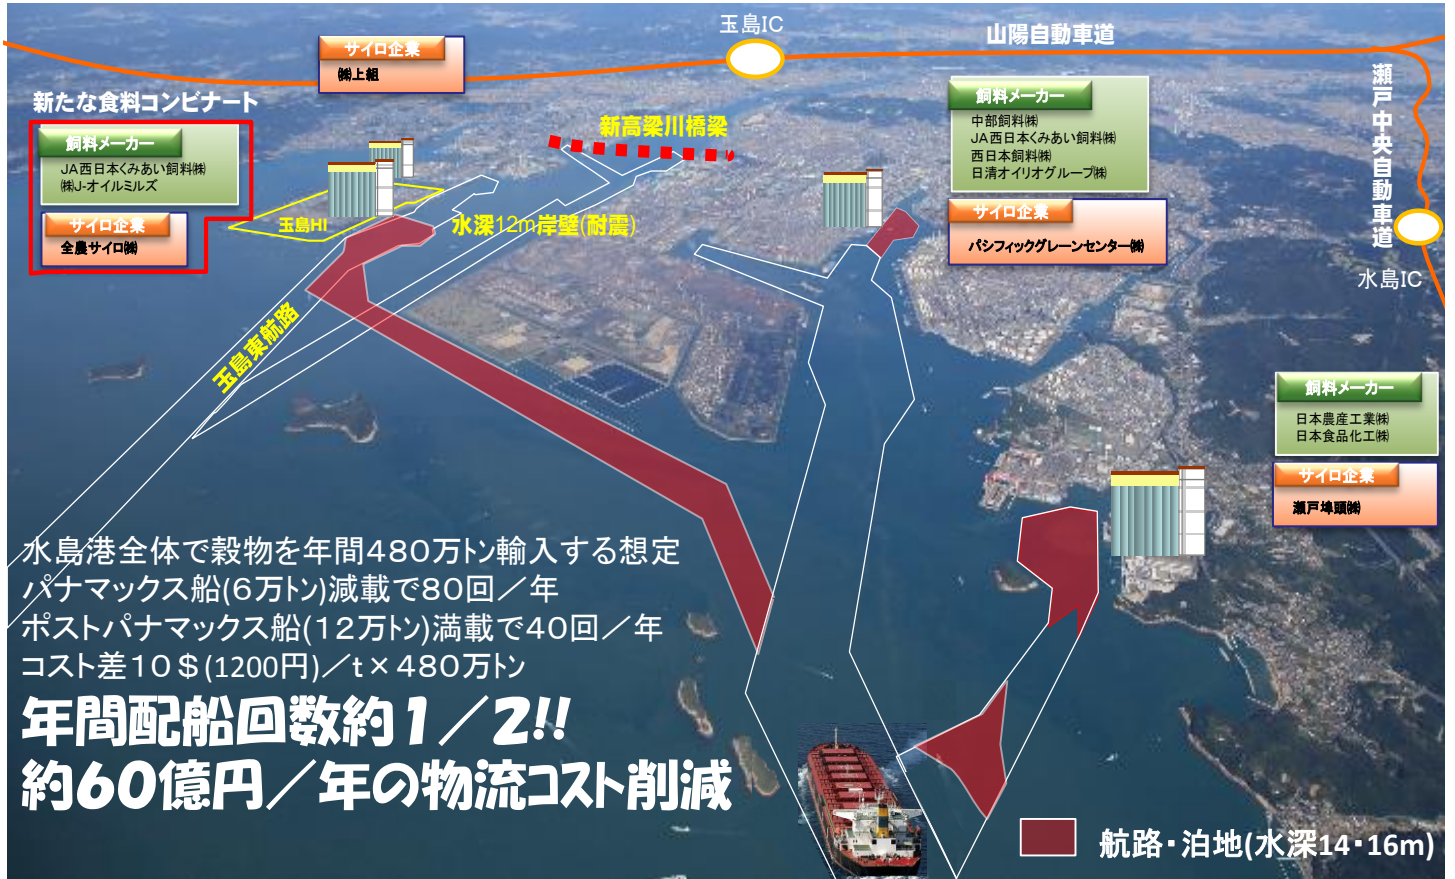 玉島IC
山陽自動車道
サイロ企業
㈱上組
瀬戸中央自動車道
水島IC
新たな食料コンビナート
飼料メーカー
JA西日本くみあい飼料㈱
㈱J-オイルミルズ
サイロ企業
全農サイロ㈱
新高梁川橋梁
玉島HI
水深12m岸壁(耐震)
玉島東航路
飼料メーカー
中部飼料㈱
JA西日本くみあい飼料㈱
西日本飼料㈱
日清オイリオグループ㈱
サイロ企業
パシフィックグレーンセンター㈱
飼料メーカー
日本農産工業㈱
日本食品化工㈱
サイロ企業
瀬戸埠頭㈱
水島港全体で穀物を年間480万トン輸入する想定
パナマックス船(6万トン)減載で80回／年
ポストパナマックス船(12万トン)満載で40回／年
コスト差10＄(1200円)／t×480万トン
年間配船回数約1／2!!
約60億円／年の物流コスト削減
航路・泊地(水深14・16m)